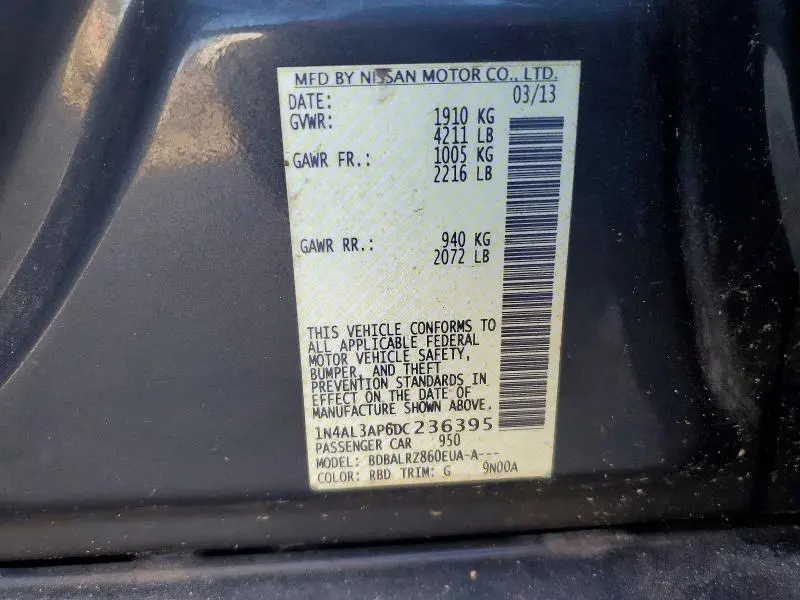 MFD BY NISSAN MOTOR CO., LTD.
DATE: 03/13
GVWR: 1910 KG
4211 LB
GAWR FR.: 1005 KG
2216 LB
GAWR RR.: 940 KG
2072 LB
THIS VEHICLE CONFORMS TO
ALL APPLICABLE FEDERAL
MOTOR VEHICLE SAFETY,
BUMPER, AND THEFT
PREVENTION STANDARDS IN
EFFECT ON THE DATE OF
MANUFACTURE SHOWN ABOVE.
1N4AL3AP6DC236395
PASSENGER CAR 950
MODEL: BDBALRZ860EUA-A---
COLOR: RBD TRIM: G 9N00A